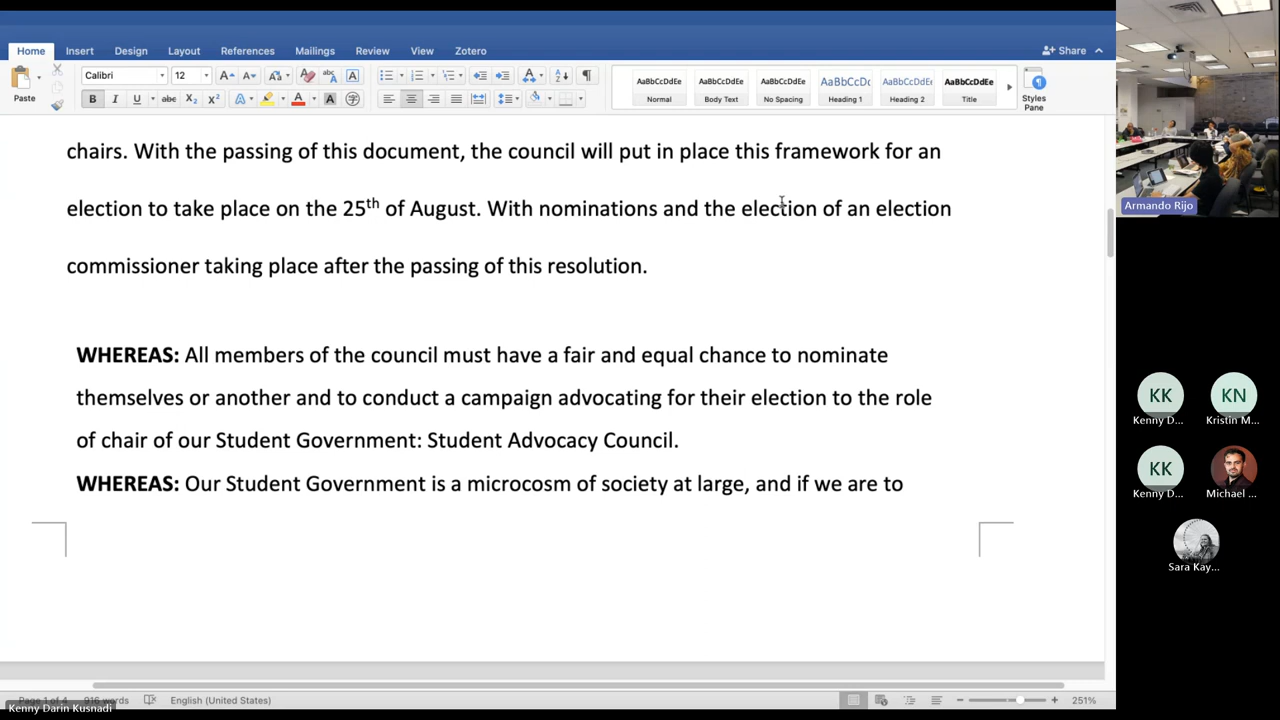 Home Insert Design Layout References Mailings Review View Zotero Share
Paste Calibri 12 Normal Body Text No Spacing Heading 1 Heading 2 Title Styles Pane
AaBbCcDdEe AaBbCcDdEe AaBbCcDdEe AaBbCcDc AaBbCcDdEe AaBbCcDdEe
chairs. With the passing of this document, the council will put in place this framework for an
election to take place on the 25th of August. With nominations and the election of an election
commissioner taking place after the passing of this resolution.
WHEREAS: All members of the council must have a fair and equal chance to nominate
themselves or another and to conduct a campaign advocating for their election to the role
of chair of our Student Government: Student Advocacy Council.
WHEREAS: Our Student Government is a microcosm of society at large, and if we are to
Page 1 of 4 916 words English (United States) 251%
Kenny Darin Kusnadi
Armando Rijo
KK KN
Kenny D... Kristin M...
KK
Kenny D... Michael ...
Sara Kay...